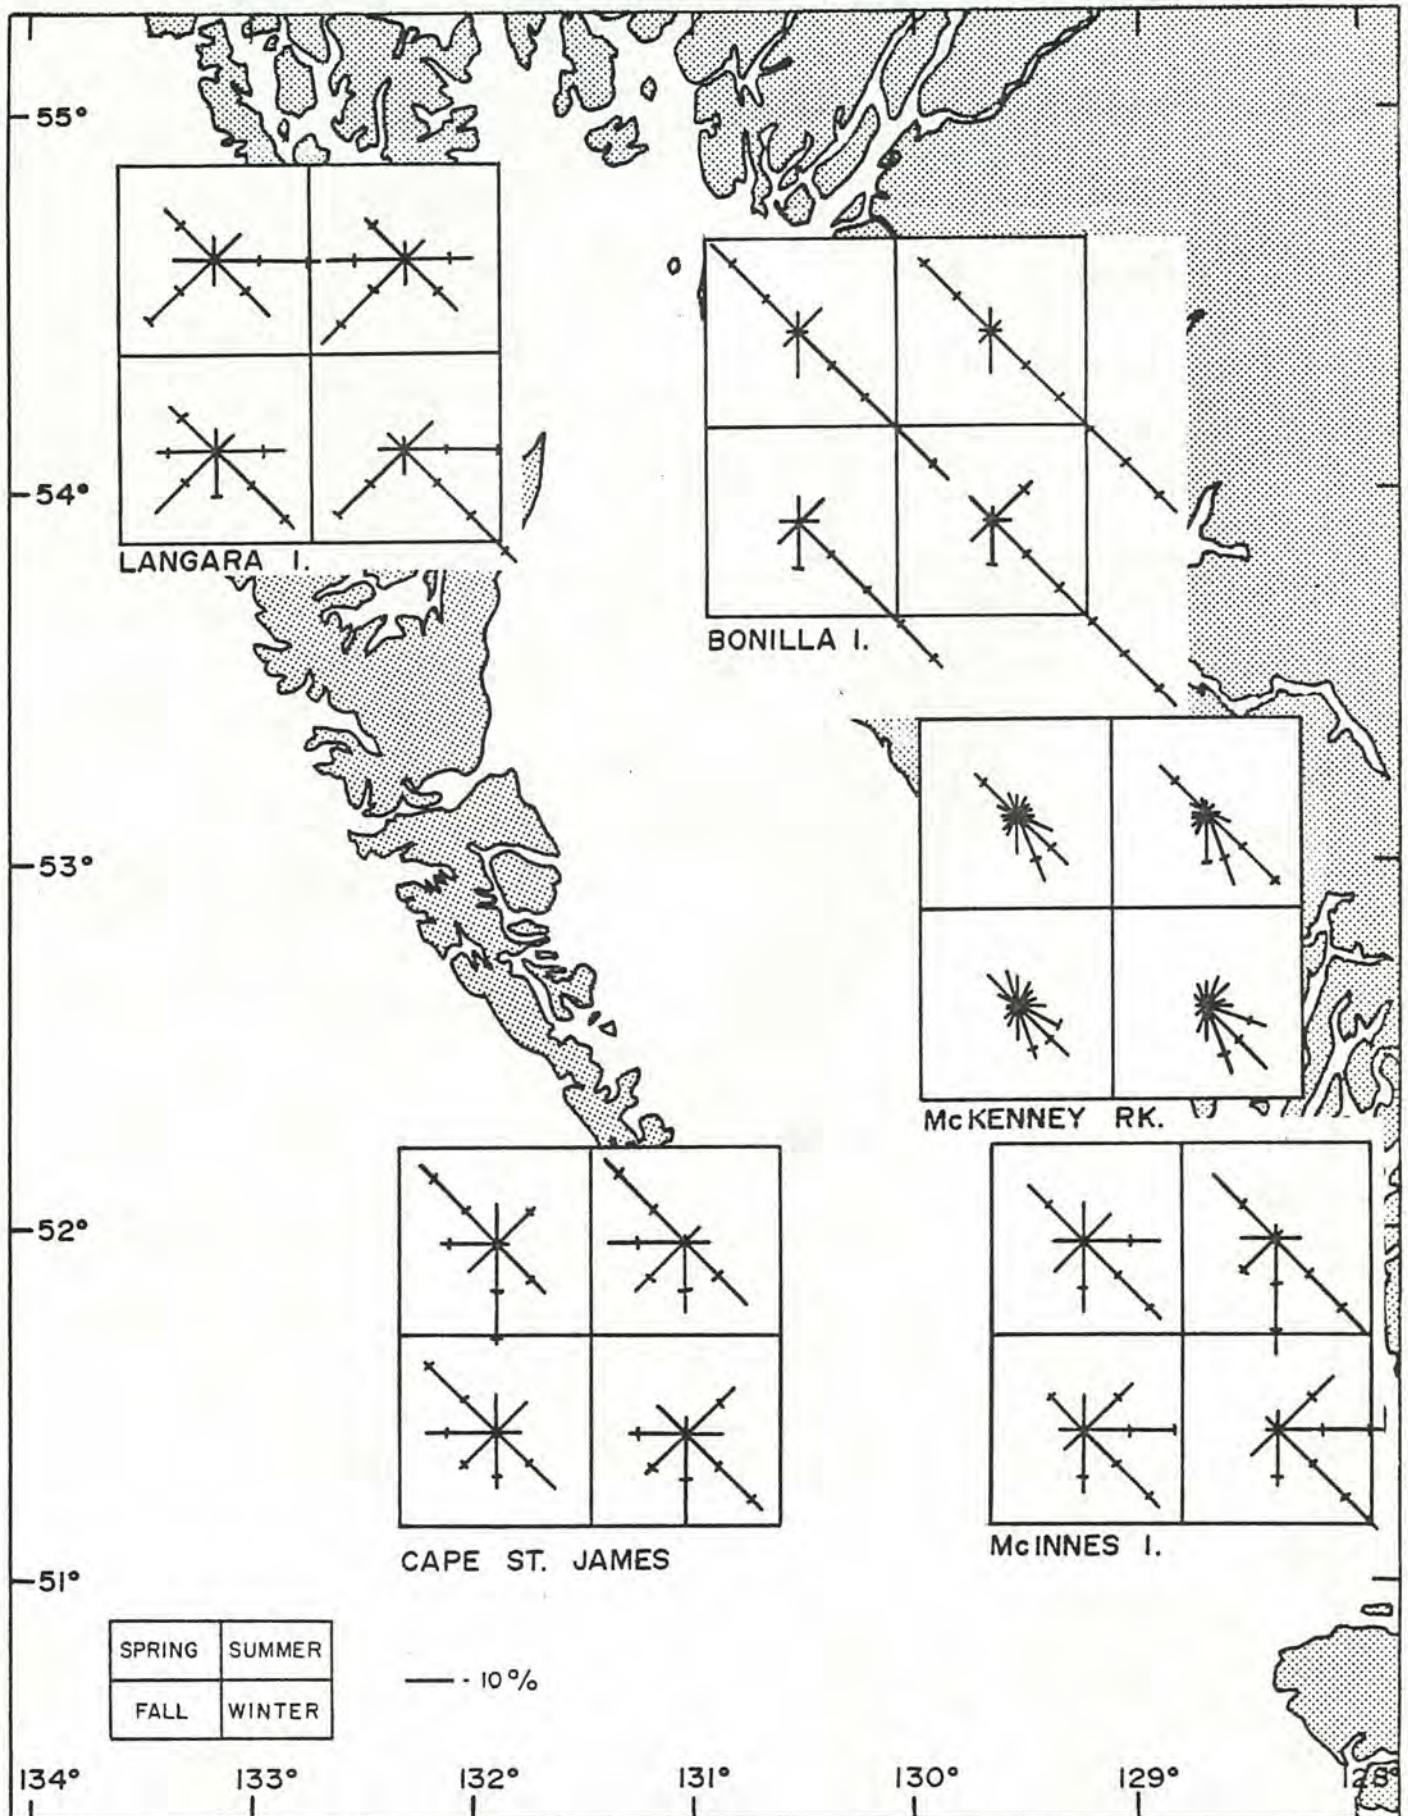 55°
LANGARA I.
54°
BONILLA I.
53°
McKENNEY RK.
52°
CAPE ST. JAMES
McINNES I.
51°
SPRING SUMMER
FALL WINTER
- 10%
134° 133° 132° 131° 130° 129° 128°